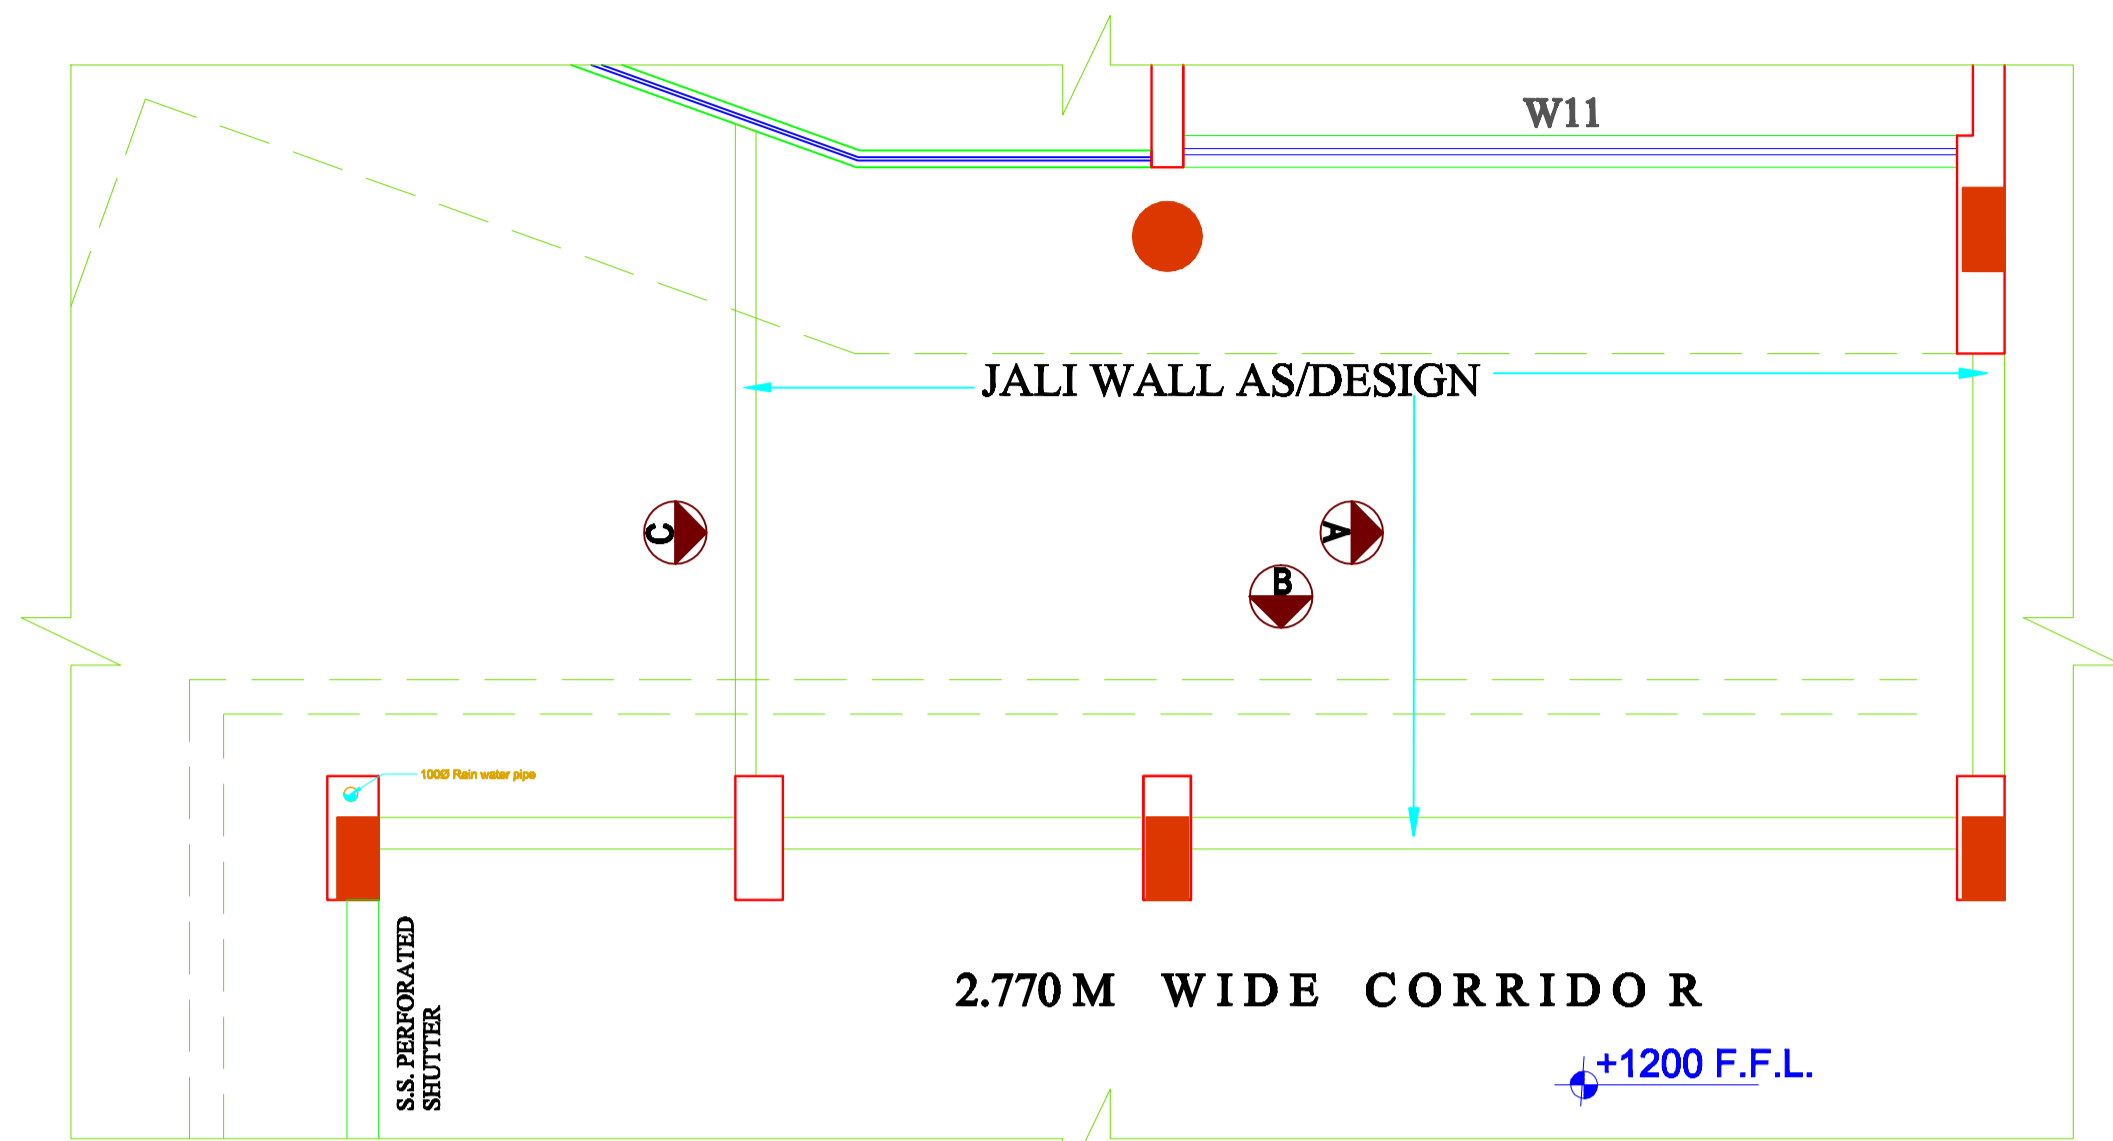 W11
JALI WALL AS/DESIGN
C
A
B
100Ø Rain water pipe
S.S. PERFORATED
SHUTTER
2.770 M WIDE CORRIDOR
+1200 F.F.L.